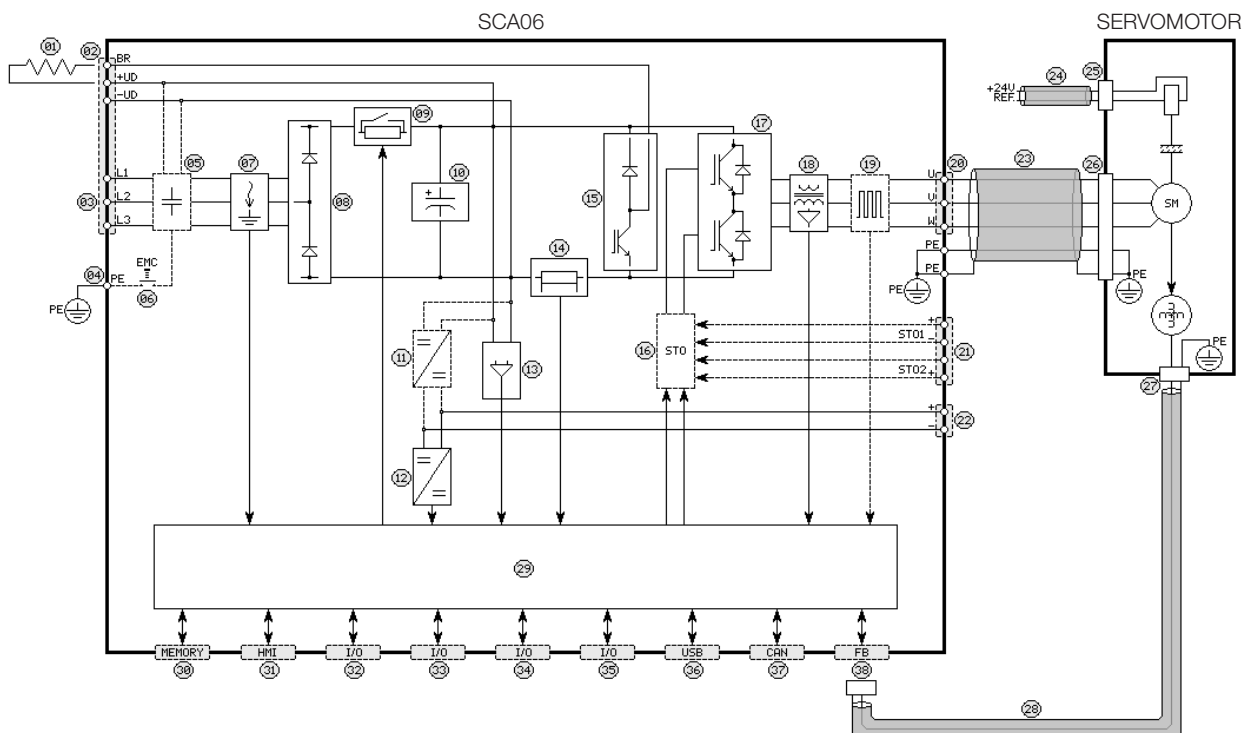 SCA06
SERVOMOTOR
01
02
BR
+UD
-UD
03
L1
L2
L3
04
PE
PE
EMC
05
06
07
08
09
10
11
12
13
14
15
16
STO
17
18
19
20
U
V
W
PE
PE
PE
STO1
STO2
+
-
-
+
21
+
-
22
23
+24V
REF.
24
25
26
SM
PE
PE
27
28
29
MEMORY
HMI
I/O
I/O
I/O
I/O
USB
CAN
FB
30
31
32
33
34
35
36
37
38